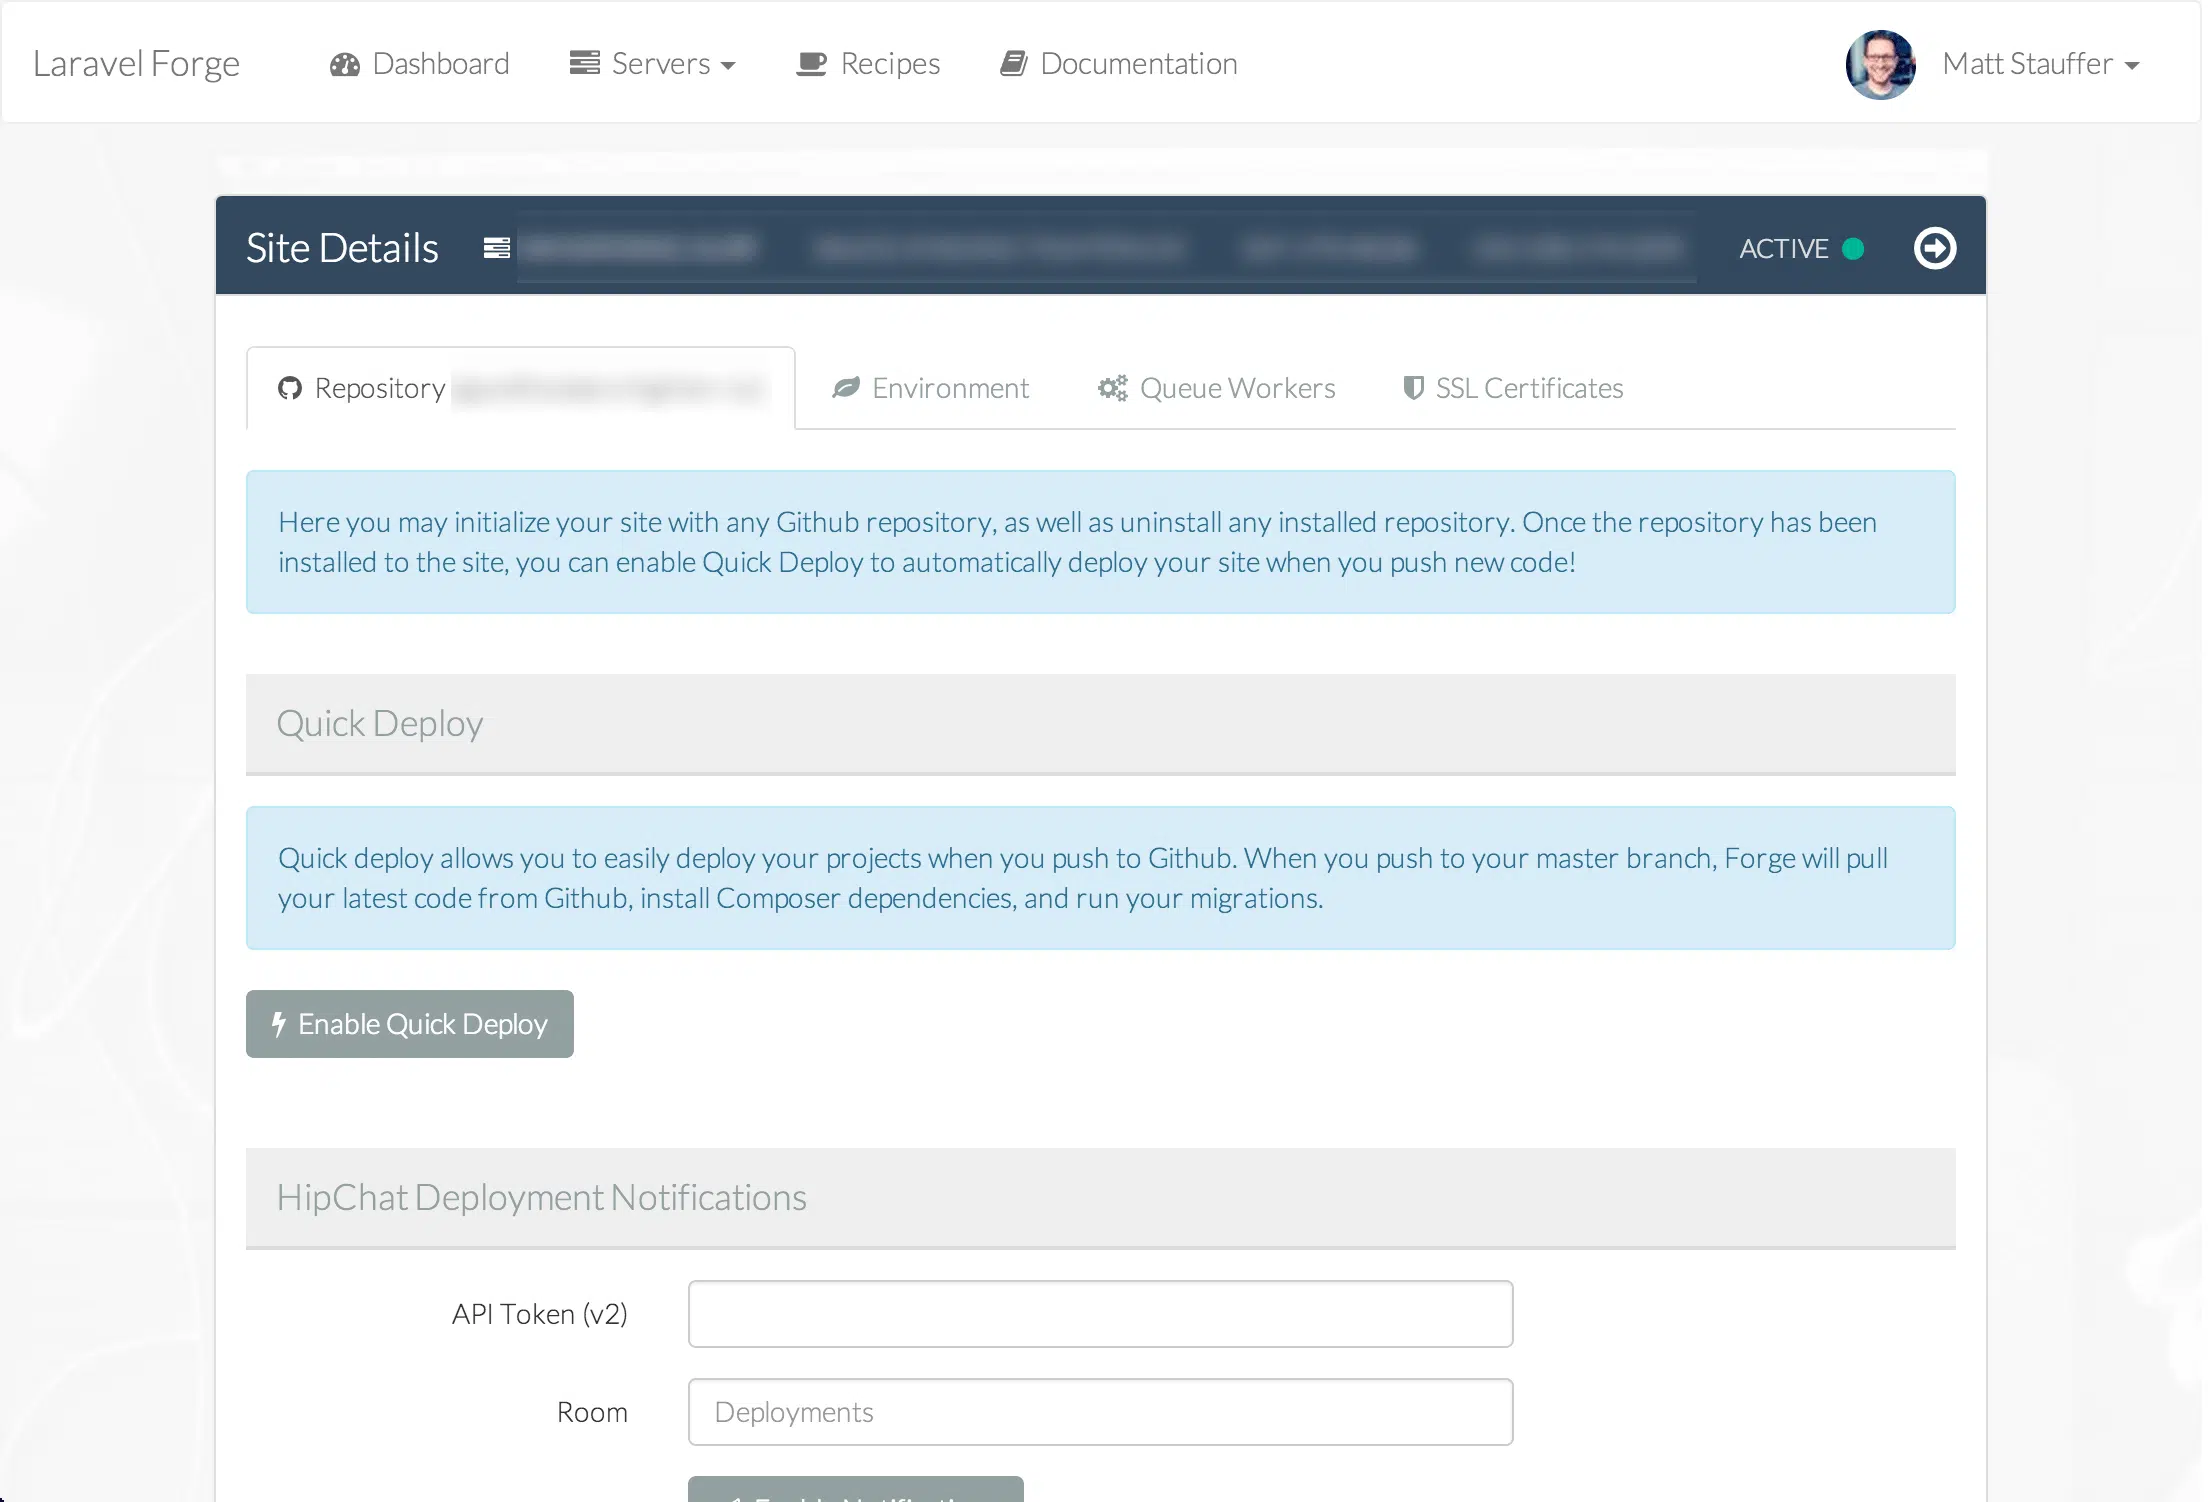 Laravel Forge
Dashboard
Servers
Recipes
Documentation
Matt Stauffer
Site Details
ACTIVE
Repository
Environment
Queue Workers
SSL Certificates
Here you may initialize your site with any Github repository, as well as uninstall any installed repository. Once the repository has been
installed to the site, you can enable Quick Deploy to automatically deploy your site when you push new code!
Quick Deploy
Quick deploy allows you to easily deploy your projects when you push to Github. When you push to your master branch, Forge will pull
your latest code from Github, install Composer dependencies, and run your migrations.
Enable Quick Deploy
HipChat Deployment Notifications
API Token (v2)
Room
Deployments